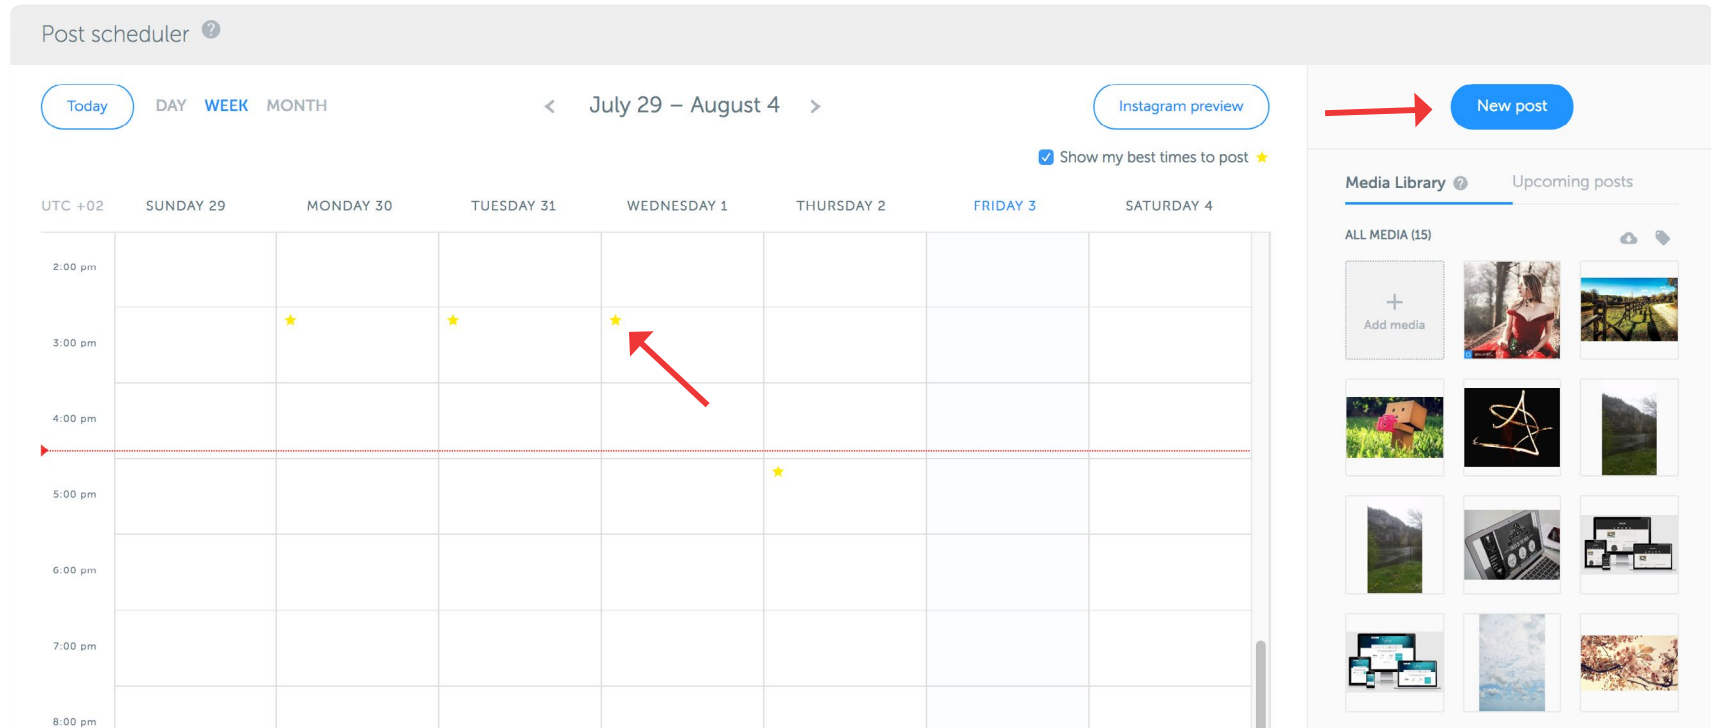 Post scheduler ?
Today DAY WEEK MONTH < July 29 – August 4 > Instagram preview New post
Show my best times to post
Media Library ? Upcoming posts
UTC +02 SUNDAY 29 MONDAY 30 TUESDAY 31 WEDNESDAY 1 THURSDAY 2 FRIDAY 3 SATURDAY 4
ALL MEDIA (15)
2:00 pm
+
Add media
3:00 pm
4:00 pm
5:00 pm
6:00 pm
7:00 pm
8:00 pm